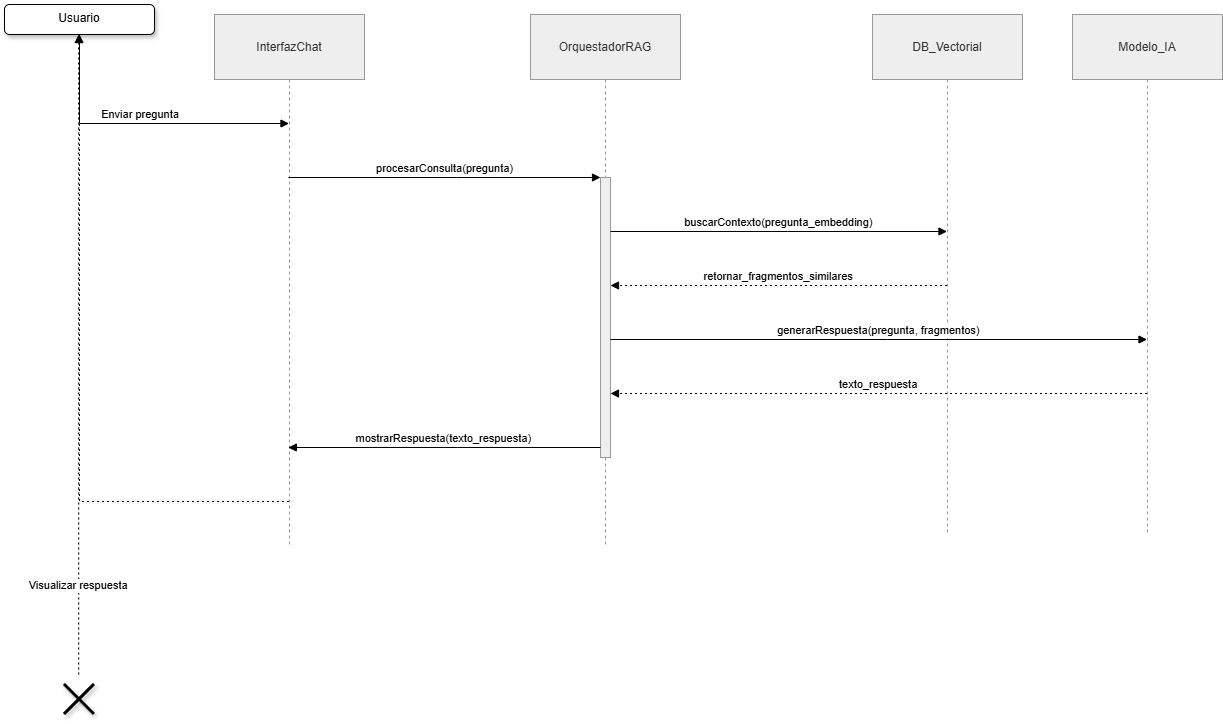 Usuario
InterfazChat
OrquestadorRAG
DB_Vectorial
Modelo_IA
Enviar pregunta
procesarConsulta(pregunta)
buscarContexto(pregunta_embedding)
retornar_fragmentos_similares
generarRespuesta(pregunta, fragmentos)
texto_respuesta
mostrarRespuesta(texto_respuesta)
Visualizar respuesta